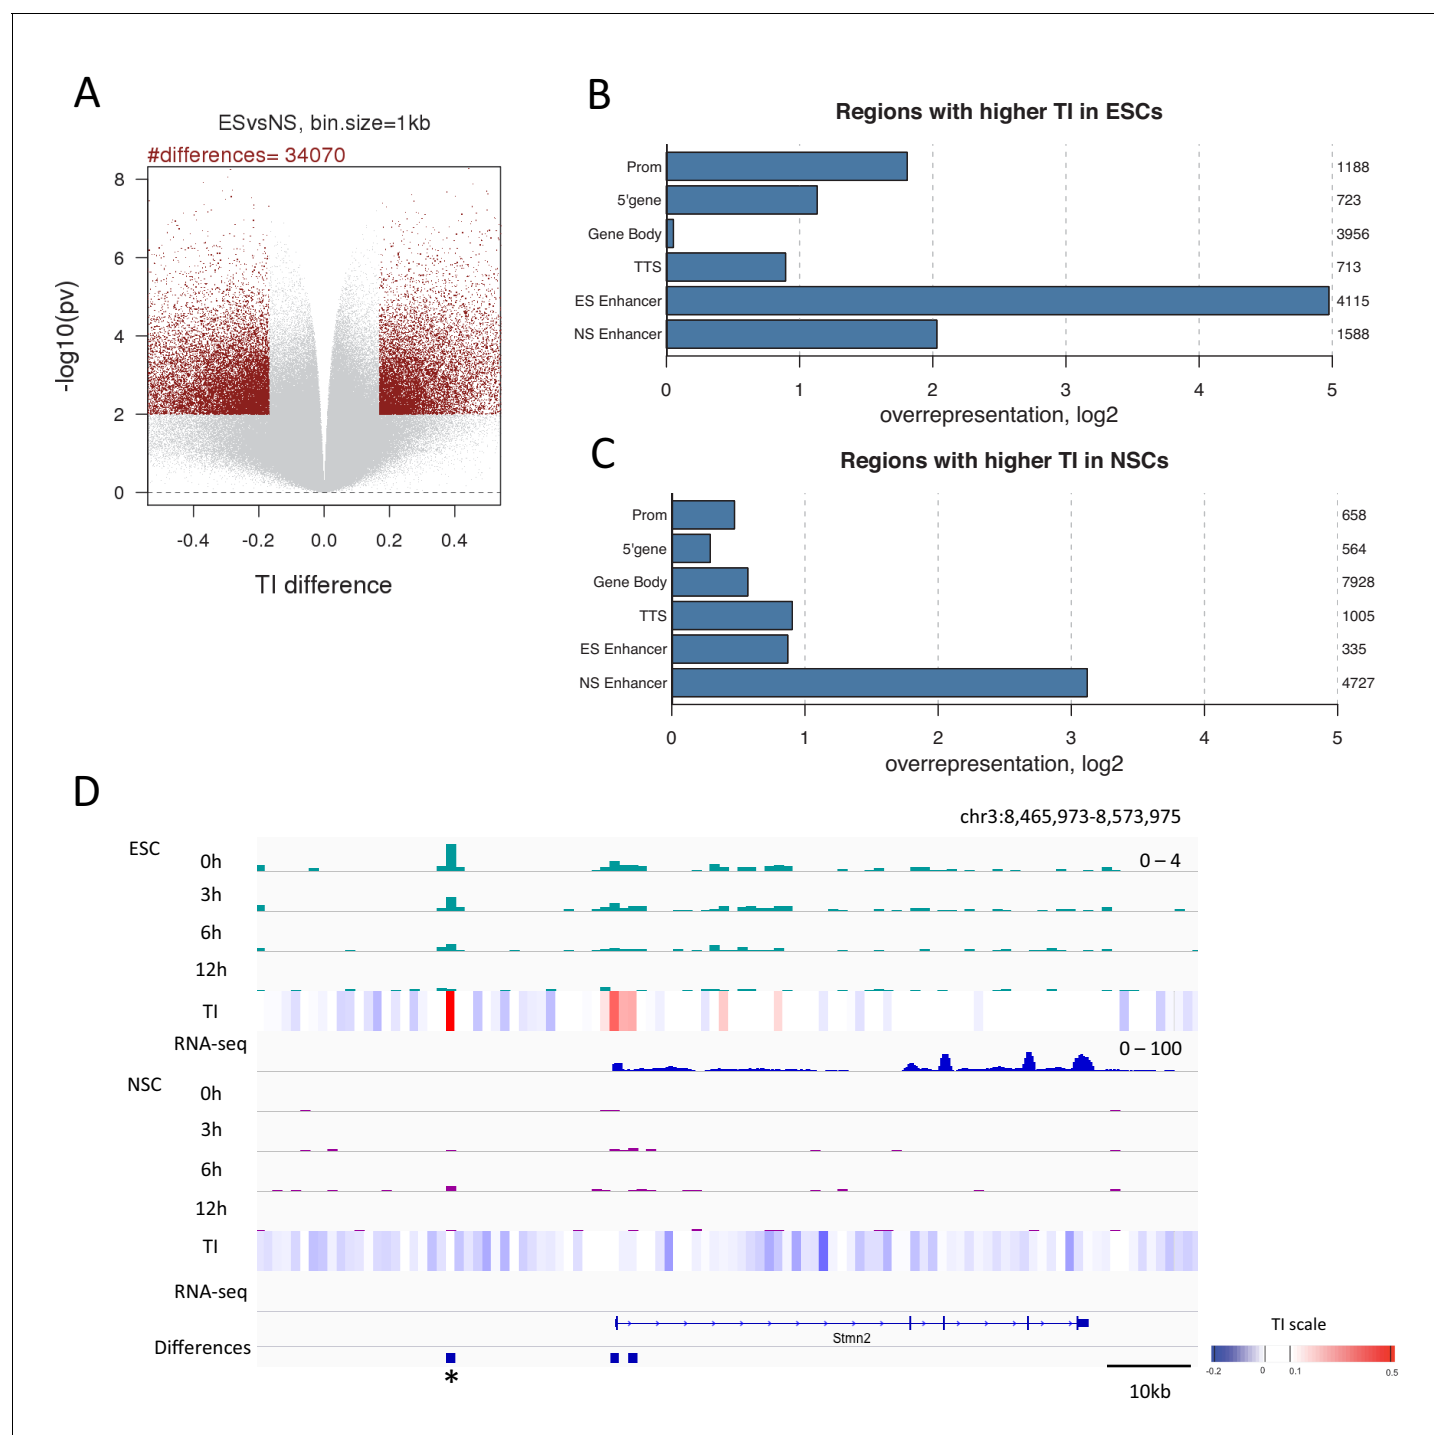 A
ESvsNS, bin.size=1kb
#differences= 34070
8
6
4
2
0
-log10(pv)
-0.4 -0.2 0.0 0.2 0.4
TI difference
B
Regions with higher TI in ESCs
Prom 1188
5'gene 723
Gene Body 3956
TTS 713
ES Enhancer 4115
NS Enhancer 1588
0 1 2 3 4 5
overrepresentation, log2
C
Regions with higher TI in NSCs
Prom 658
5'gene 564
Gene Body 7928
TTS 1005
ES Enhancer 335
NS Enhancer 4727
0 1 2 3 4 5
overrepresentation, log2
D
chr3:8,465,973-8,573,975
ESC
0h 0 – 4
3h
6h
12h
TI
RNA-seq 0 – 100
NSC
0h
3h
6h
12h
TI
RNA-seq
Stmn2
Differences
*
10kb
TI scale
-0.2 0 0.1 0.5